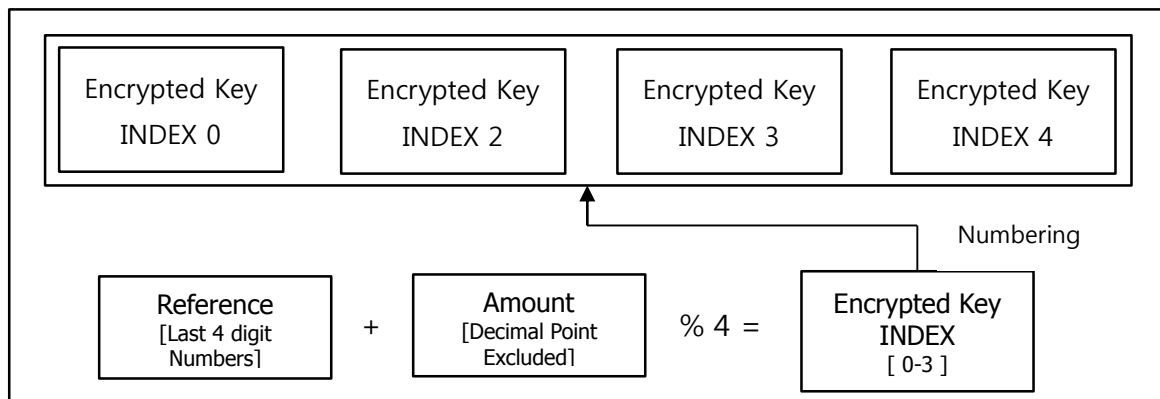 Encrypted Key
INDEX 0
Encrypted Key
INDEX 2
Encrypted Key
INDEX 3
Encrypted Key
INDEX 4
Numbering
Reference
[Last 4 digit
Numbers]
+
Amount
[Decimal Point
Excluded]
% 4 =
Encrypted Key
INDEX
[ 0-3 ]